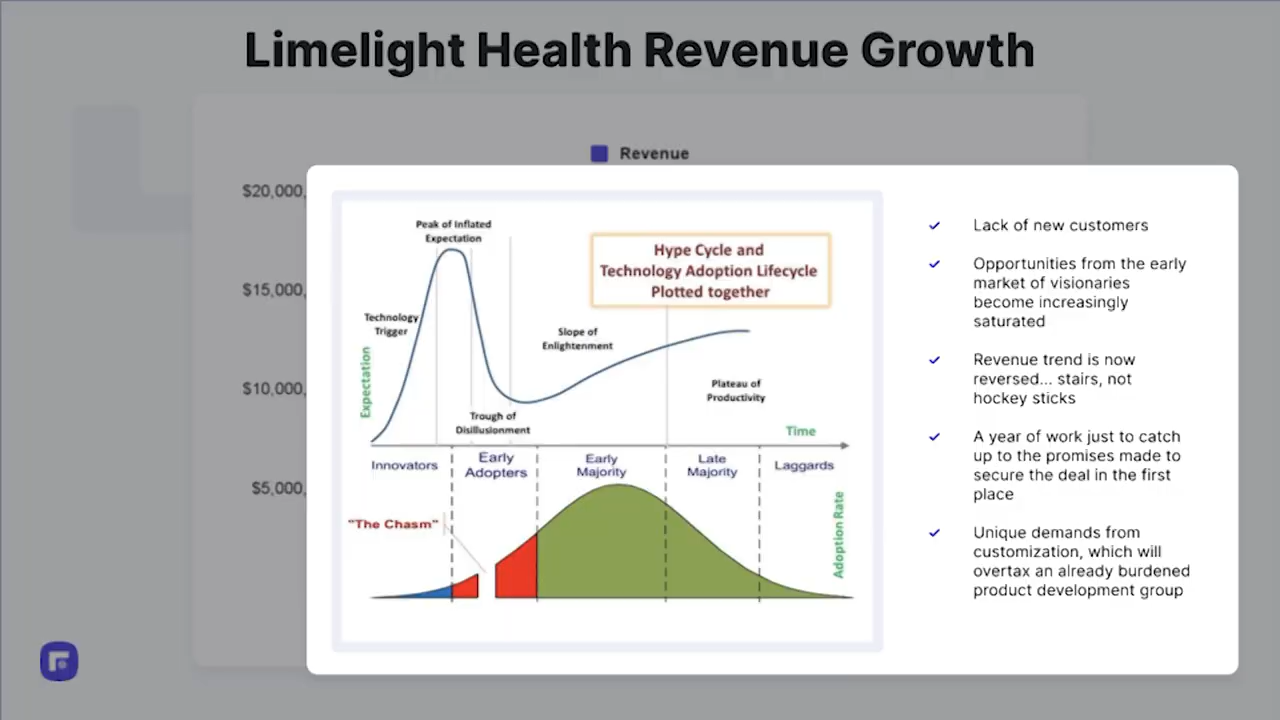 Limelight Health Revenue Growth
Revenue
$20,000,
$15,000,
$10,000,
$5,000,
Peak of Inflated
Expectation
Hype Cycle and
Technology Adoption Lifecycle
Plotted together
Technology
Trigger
Slope of
Enlightenment
Expectation
Plateau of
Productivity
Trough of
Disillusionment
Time
Innovators
Early
Adopters
Early
Majority
Late
Majority
Laggards
"The Chasm"
Adoption Rate
Lack of new customers
Opportunities from the early
market of visionaries
become increasingly
saturated
Revenue trend is now
reversed... stairs, not
hockey sticks
A year of work just to catch
up to the promises made to
secure the deal in the first
place
Unique demands from
customization, which will
overtax an already burdened
product development group